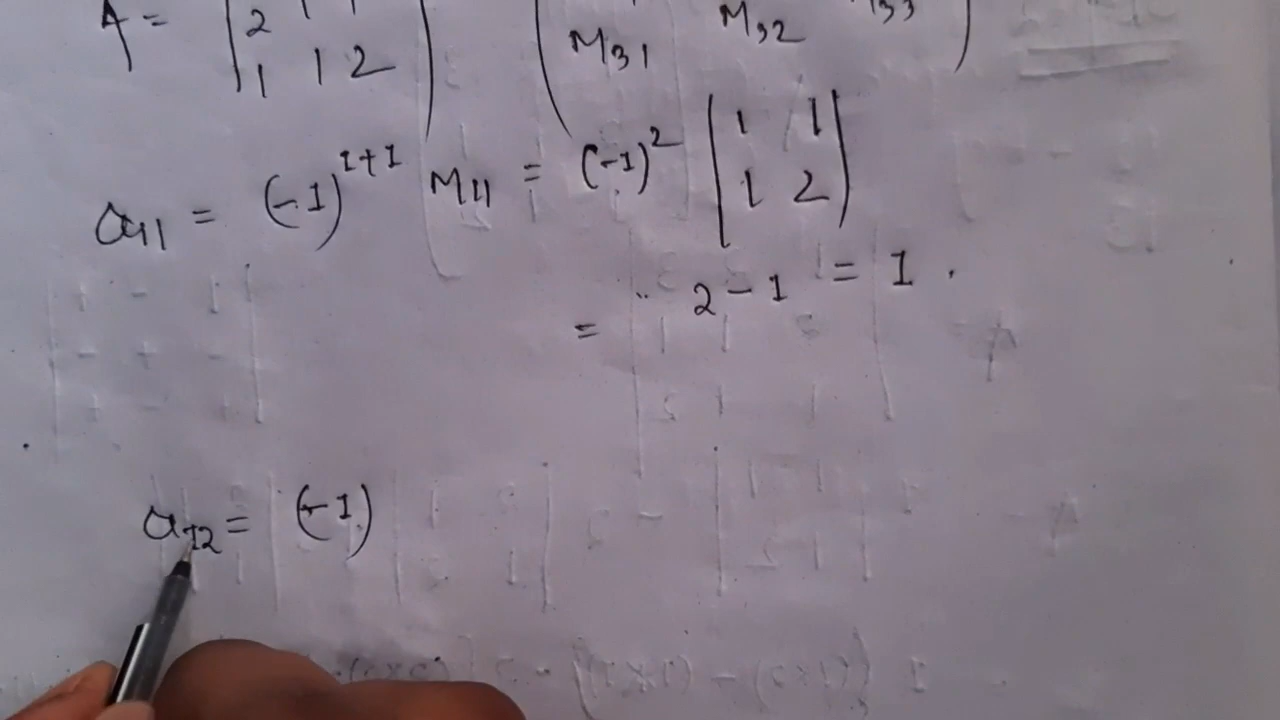 A = | 2 1 1 | ( M33
1 1 2 M31 M32
a11 = (-1)^1+1 M11 = (-1)^2 | 1 1
1 2 |
= 2 - 1 = 1 .
a12 = (-1)